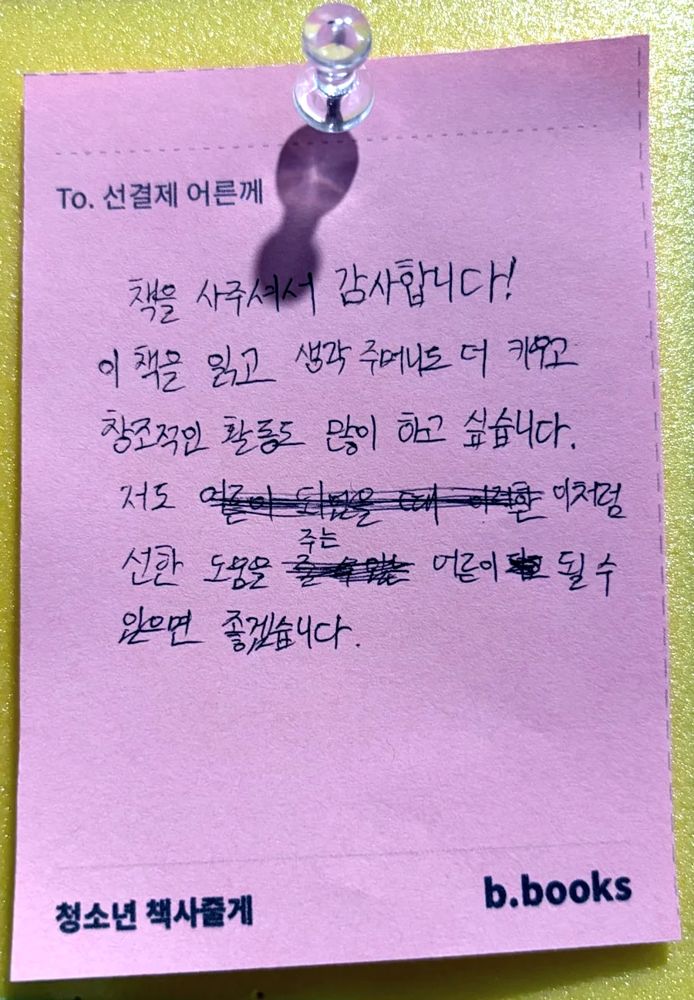 To. 선결제 어른께
책을 사주셔서 감사합니다!
이 책을 읽고 생각 주머니도 더 키우고
창조적인 활동도 많이 하고 싶습니다.
저도 이처럼
선한 도움을 주는 어른이 될 수
있으면 좋겠습니다.
청소년 책사줄게
b.books